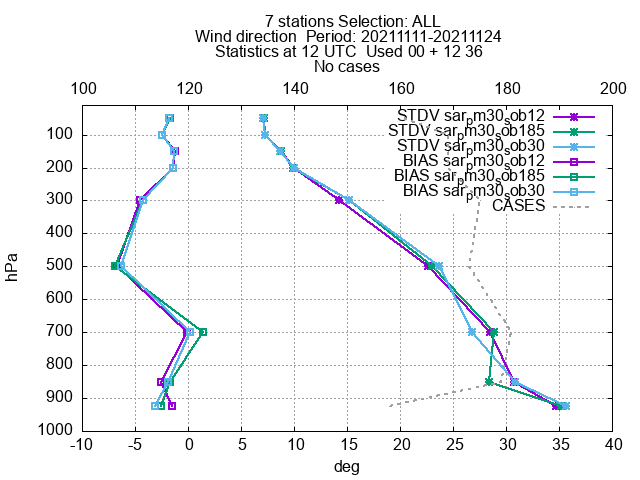 7 stations Selection: ALL
Wind direction  Period: 20211111-20211124
Statistics at 12 UTC  Used 00 + 12 36
No cases
100 120 140 160 180 200
STDV sar_pm30_sob12
STDV sar_pm30_sob185
STDV sar_pm30_sob30
BIAS sar_pm30_sob12
BIAS sar_pm30_sob185
BIAS sar_pm30_sob30
CASES
hPa
100
200
300
400
500
600
700
800
900
1000
-10 -5 0 5 10 15 20 25 30 35 40
deg